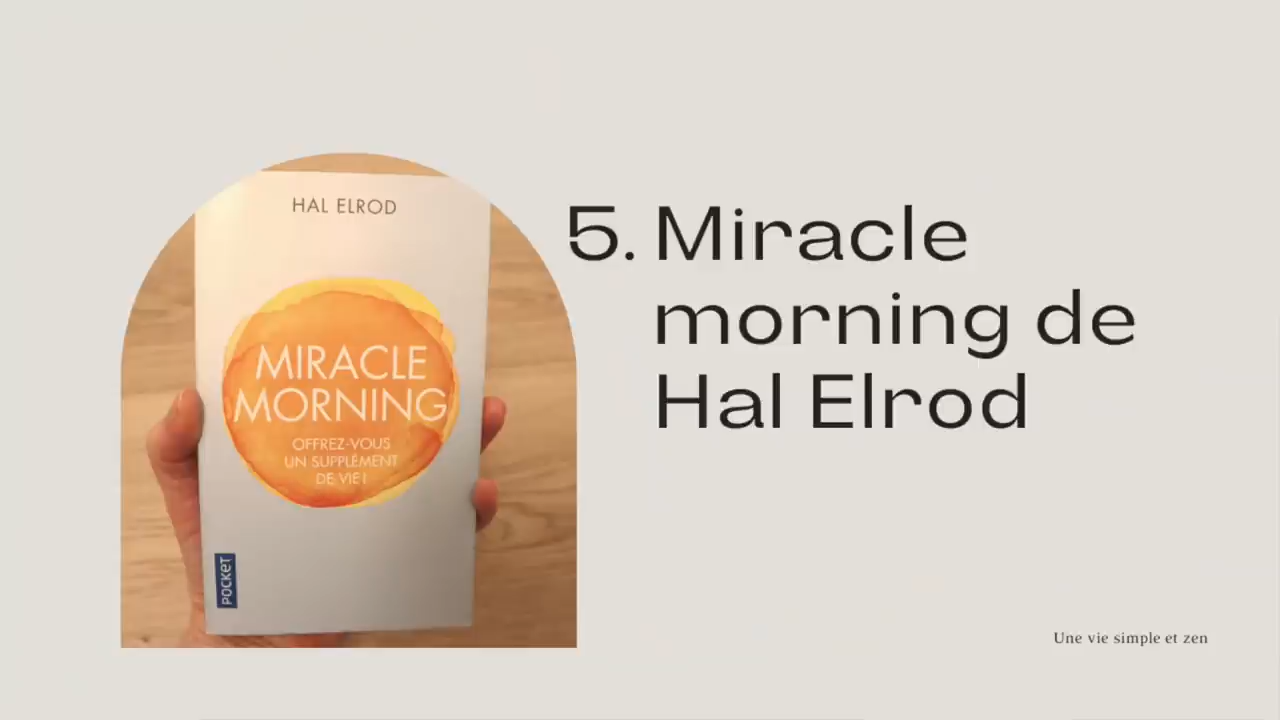 HAL ELROD
MIRACLE
MORNING
OFFREZ-VOUS
UN SUPPLÉMENT
DE VIE !
POCKET
5. Miracle
morning de
Hal Elrod
Une vie simple et zen